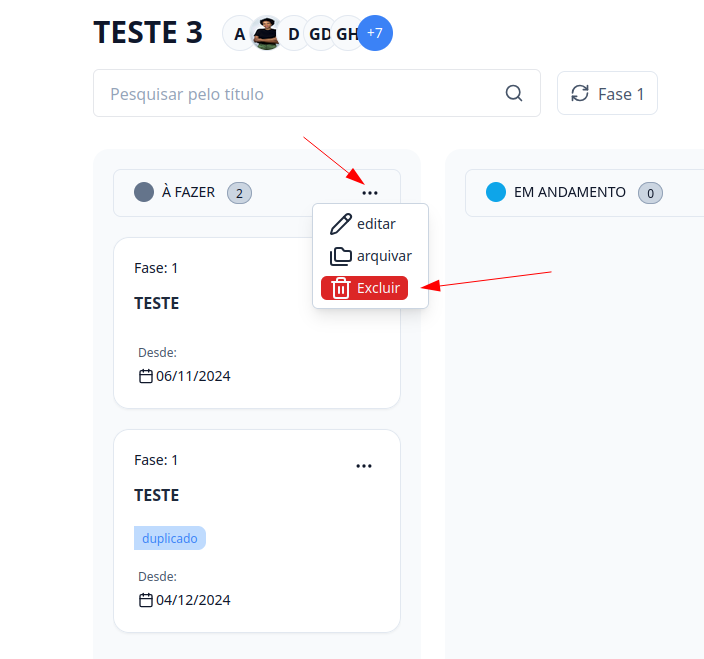 TESTE 3 A D GD GH +7
Pesquisar pelo título
Fase 1
À FAZER 2
EM ANDAMENTO 0
editar
arquivar
Excluir
Fase: 1
TESTE
Desde:
06/11/2024
Fase: 1
TESTE
duplicado
Desde:
04/12/2024